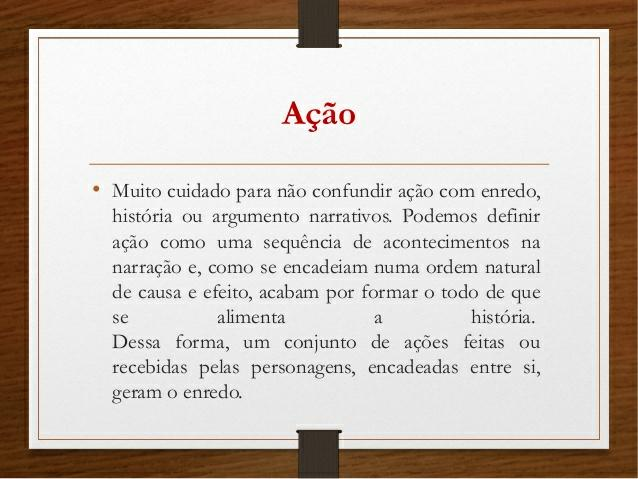 Ação
• Muito cuidado para não confundir ação com enredo,
história ou argumento narrativos. Podemos definir
ação como uma sequência de acontecimentos na
narração e, como se encadeiam numa ordem natural
de causa e efeito, acabam por formar o todo de que
se alimenta a história.
Dessa forma, um conjunto de ações feitas ou
recebidas pelas personagens, encadeadas entre si,
geram o enredo.